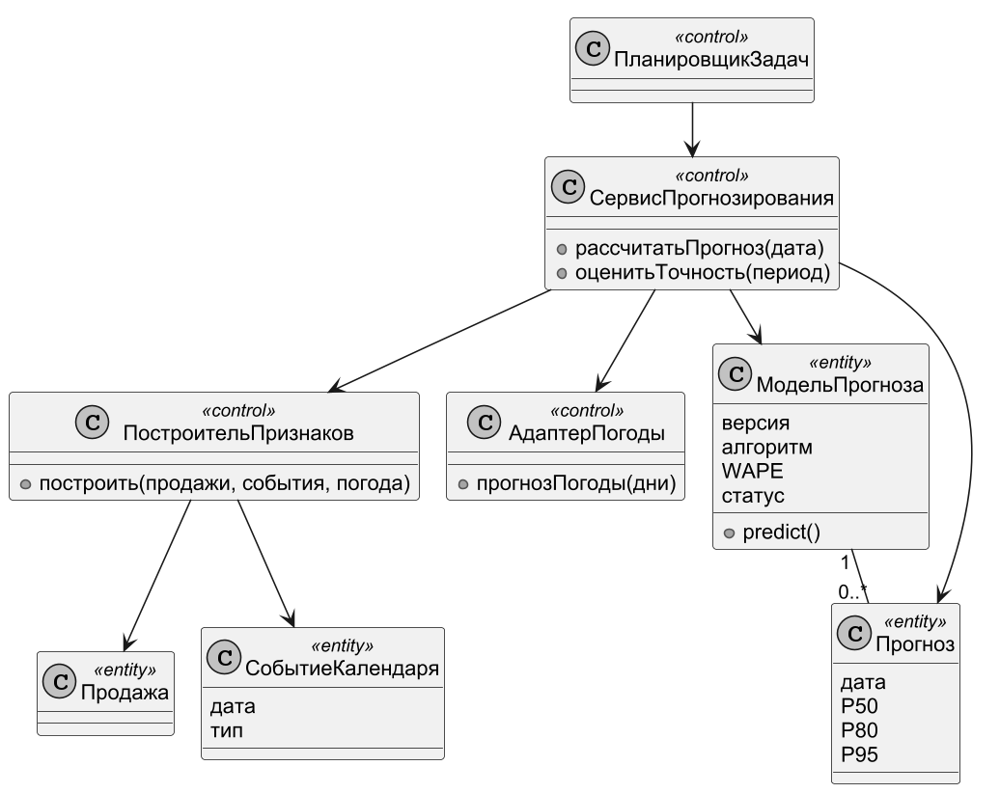 C
«control»
ПланировщикЗадач
C
«control»
СервисПрогнозирования
рассчитатьПрогноз(дата)
оценитьТочность(период)
C
«control»
ПостроительПризнаков
построить(продажи, события, погода)
C
«control»
АдаптерПогоды
прогнозПогоды(дни)
C
«entity»
МодельПрогноза
версия
алгоритм
WAPE
статус
predict()
1
0..*
C
«entity»
Продажа
C
«entity»
СобытиеКалендаря
дата
тип
C
«entity»
Прогноз
дата
P50
P80
P95